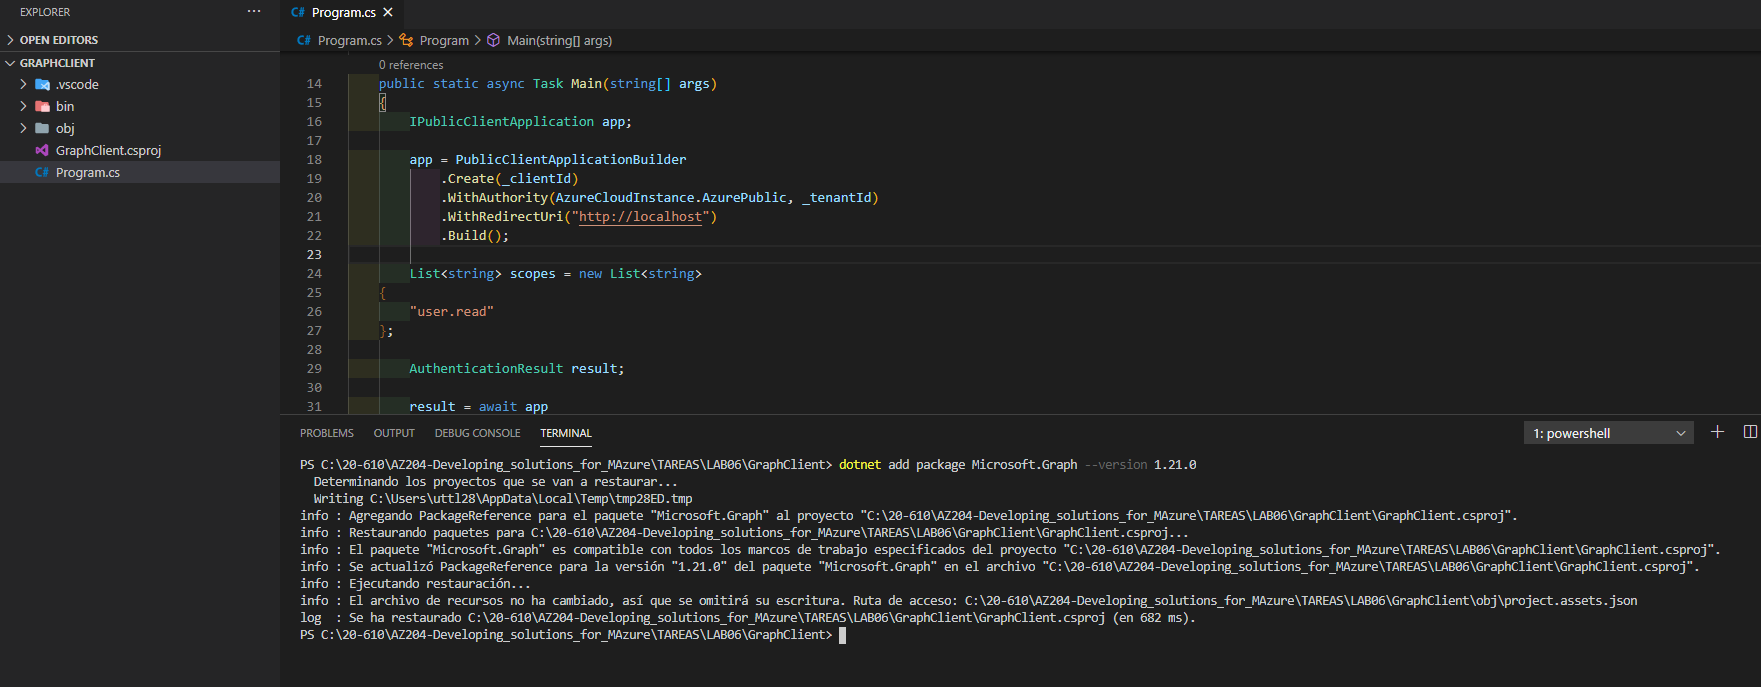 EXPLORER
OPEN EDITORS
GRAPHCLIENT
.vscode
bin
obj
GraphClient.csproj
C# Program.cs
C# Program.cs
C# Program.cs > Program > Main(string[] args)
0 references
14 public static async Task Main(string[] args)
15 {
16 IPublicClientApplication app;
17
18 app = PublicClientApplicationBuilder
19 .Create(_clientId)
20 .WithAuthority(AzureCloudInstance.AzurePublic, _tenantId)
21 .WithRedirectUri("http://localhost")
22 .Build();
23
24 List<string> scopes = new List<string>
25 {
26 "user.read"
27 };
28
29 AuthenticationResult result;
30
31 result = await app
PROBLEMS OUTPUT DEBUG CONSOLE TERMINAL 1: powershell
PS C:\20-610\AZ204-Developing_solutions_for_MAzure\TAREAS\LAB06\GraphClient> dotnet add package Microsoft.Graph --version 1.21.0
Determinando los proyectos que se van a restaurar...
Writing C:\Users\uttl28\AppData\Local\Temp\tmp28ED.tmp
info : Agregando PackageReference para el paquete "Microsoft.Graph" al proyecto "C:\20-610\AZ204-Developing_solutions_for_MAzure\TAREAS\LAB06\GraphClient\GraphClient.csproj".
info : Restaurando paquetes para C:\20-610\AZ204-Developing_solutions_for_MAzure\TAREAS\LAB06\GraphClient\GraphClient.csproj...
info : El paquete "Microsoft.Graph" es compatible con todos los marcos de trabajo especificados del proyecto "C:\20-610\AZ204-Developing_solutions_for_MAzure\TAREAS\LAB06\GraphClient\GraphClient.csproj".
info : Se actualizó PackageReference para la versión "1.21.0" del paquete "Microsoft.Graph" en el archivo "C:\20-610\AZ204-Developing_solutions_for_MAzure\TAREAS\LAB06\GraphClient\GraphClient.csproj".
info : Ejecutando restauración...
info : El archivo de recursos no ha cambiado, así que se omitirá su escritura. Ruta de acceso: C:\20-610\AZ204-Developing_solutions_for_MAzure\TAREAS\LAB06\GraphClient\obj\project.assets.json
log : Se ha restaurado C:\20-610\AZ204-Developing_solutions_for_MAzure\TAREAS\LAB06\GraphClient\GraphClient.csproj (en 682 ms).
PS C:\20-610\AZ204-Developing_solutions_for_MAzure\TAREAS\LAB06\GraphClient>